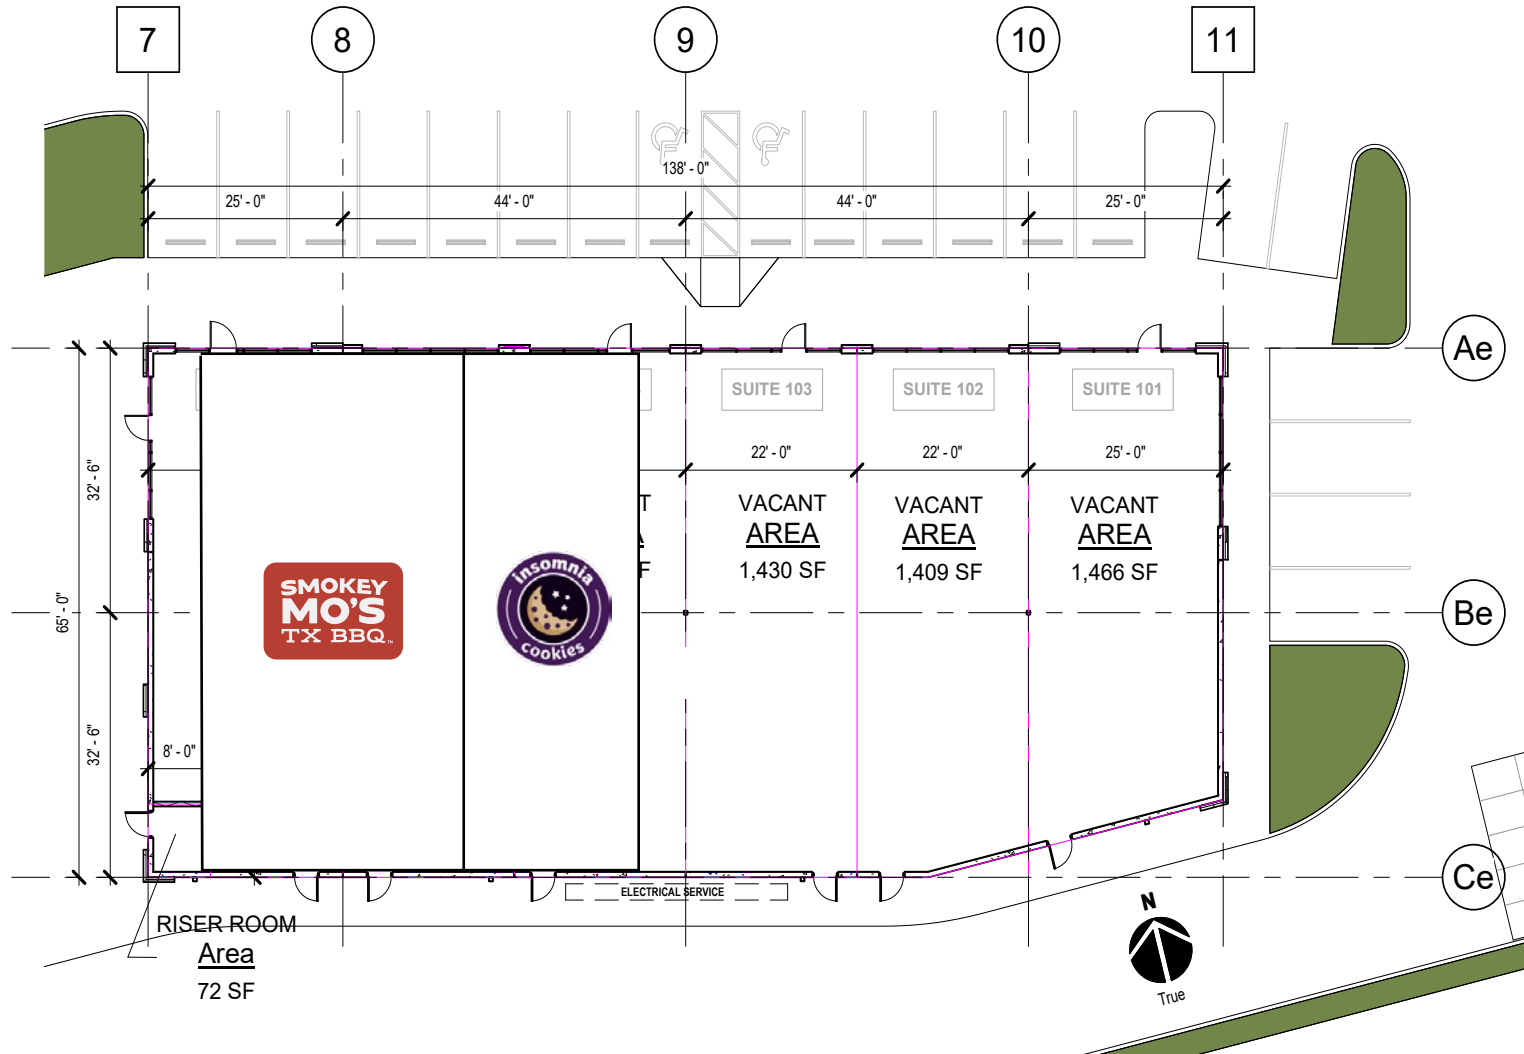 7
8
9
10
11
138' - 0"
25' - 0"
44' - 0"
44' - 0"
25' - 0"
Ae
SUITE 103
SUITE 102
SUITE 101
22' - 0"
22' - 0"
25' - 0"
32' - 6"
T
VACANT
AREA
1,430 SF
VACANT
AREA
1,409 SF
VACANT
AREA
1,466 SF
A
F
SMOKEY
MO'S
TX BBQ
insomnia
cookies
65' - 0"
Be
32' - 6"
8' - 0"
ELECTRICAL SERVICE
Ce
RISER ROOM
Area
72 SF
N
True